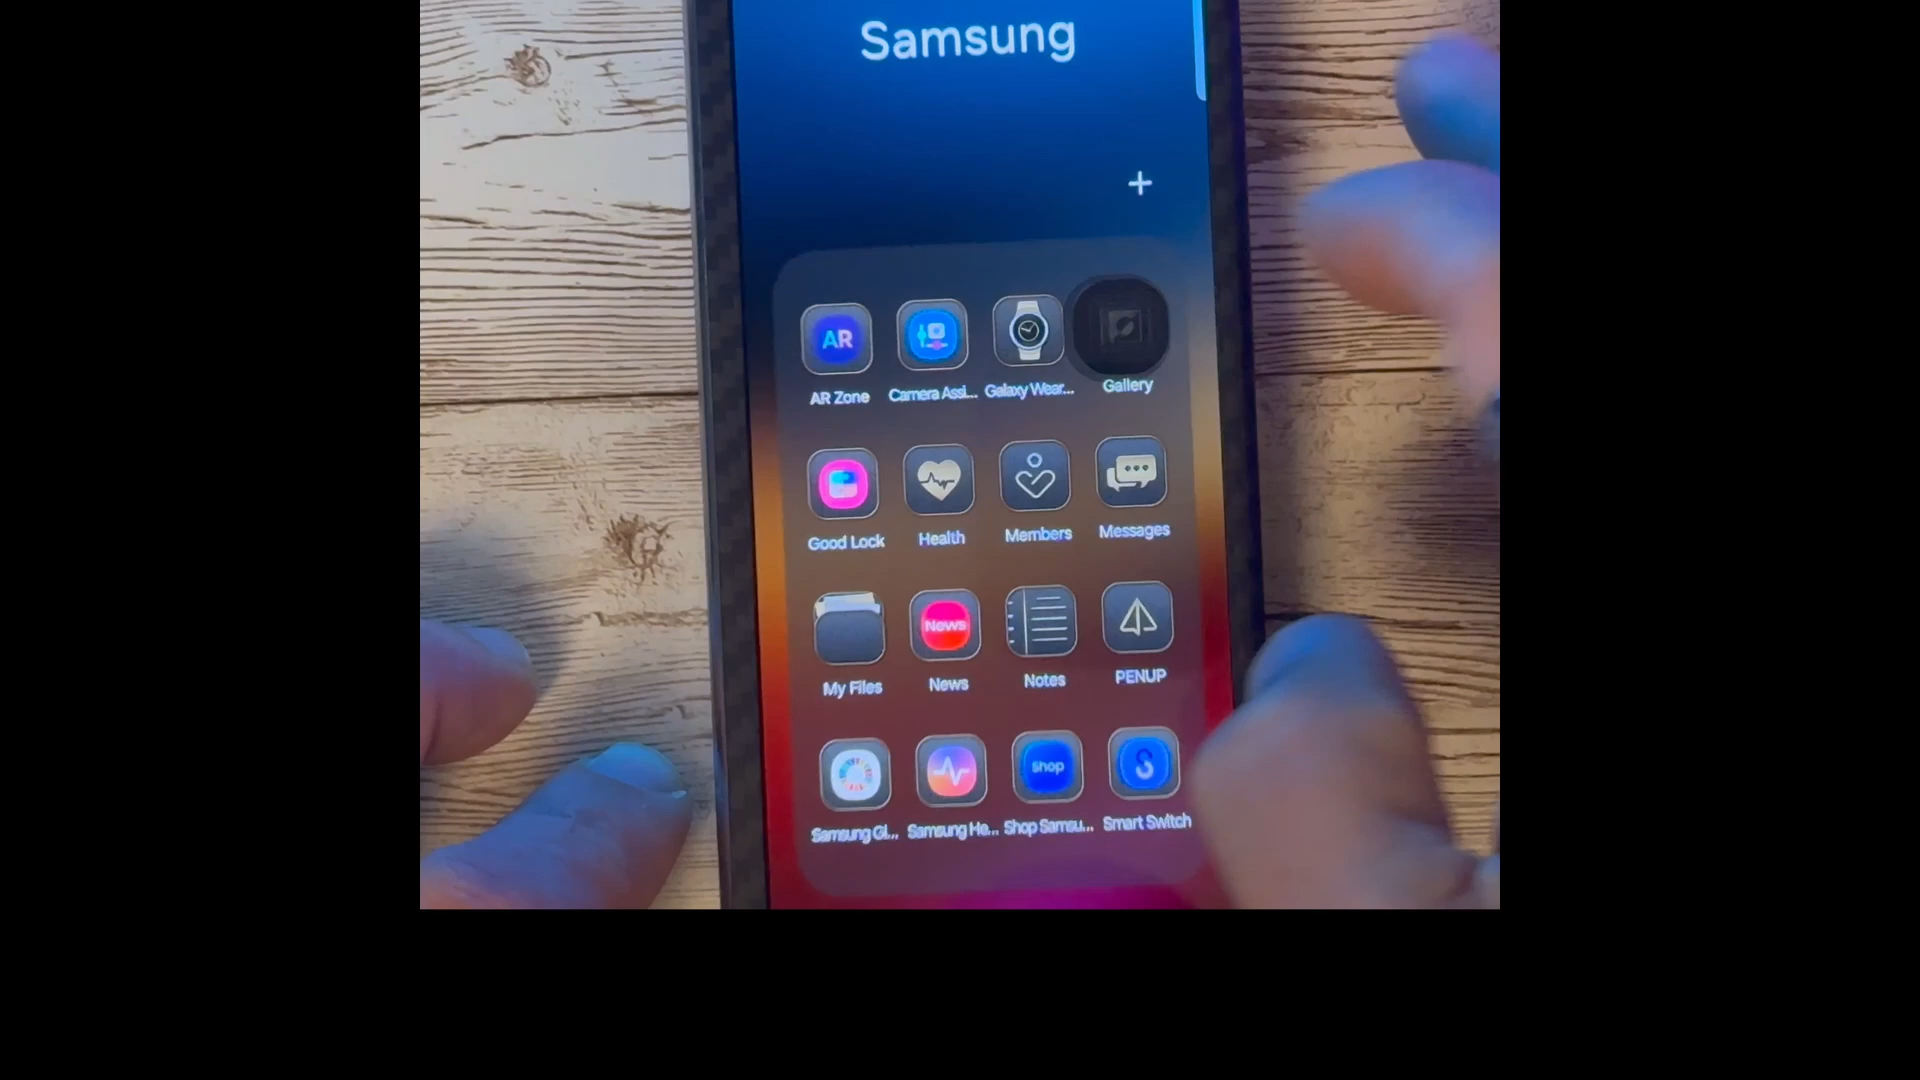 Samsung
+
AR
AR Zone
Camera Assi...
Galaxy Wear...
Gallery
Good Lock
Health
Members
Messages
News
My Files
News
Notes
PENUP
Shop
S
Samsung Gl...
Samsung He...
Shop Samsu...
Smart Switch